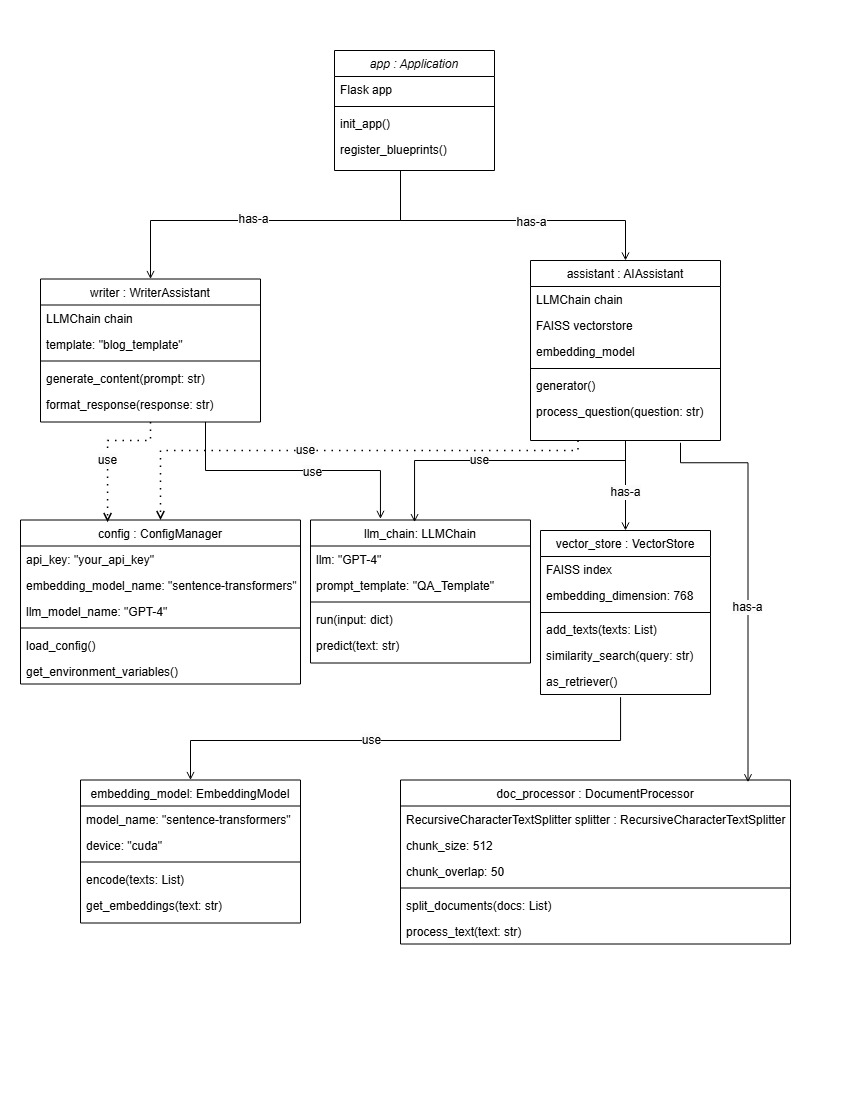 app : Application
Flask app
init_app()
register_blueprints()
has-a
has-a
writer : WriterAssistant
LLMChain chain
template: "blog_template"
generate_content(prompt: str)
format_response(response: str)
assistant : AIAssistant
LLMChain chain
FAISS vectorstore
embedding_model
generator()
process_question(question: str)
use
use
use
use
has-a
has-a
config : ConfigManager
api_key: "your_api_key"
embedding_model_name: "sentence-transformers"
llm_model_name: "GPT-4"
load_config()
get_environment_variables()
llm_chain: LLMChain
llm: "GPT-4"
prompt_template: "QA_Template"
run(input: dict)
predict(text: str)
vector_store : VectorStore
FAISS index
embedding_dimension: 768
add_texts(texts: List)
similarity_search(query: str)
as_retriever()
use
embedding_model: EmbeddingModel
model_name: "sentence-transformers"
device: "cuda"
encode(texts: List)
get_embeddings(text: str)
doc_processor : DocumentProcessor
RecursiveCharacterTextSplitter splitter : RecursiveCharacterTextSplitter
chunk_size: 512
chunk_overlap: 50
split_documents(docs: List)
process_text(text: str)